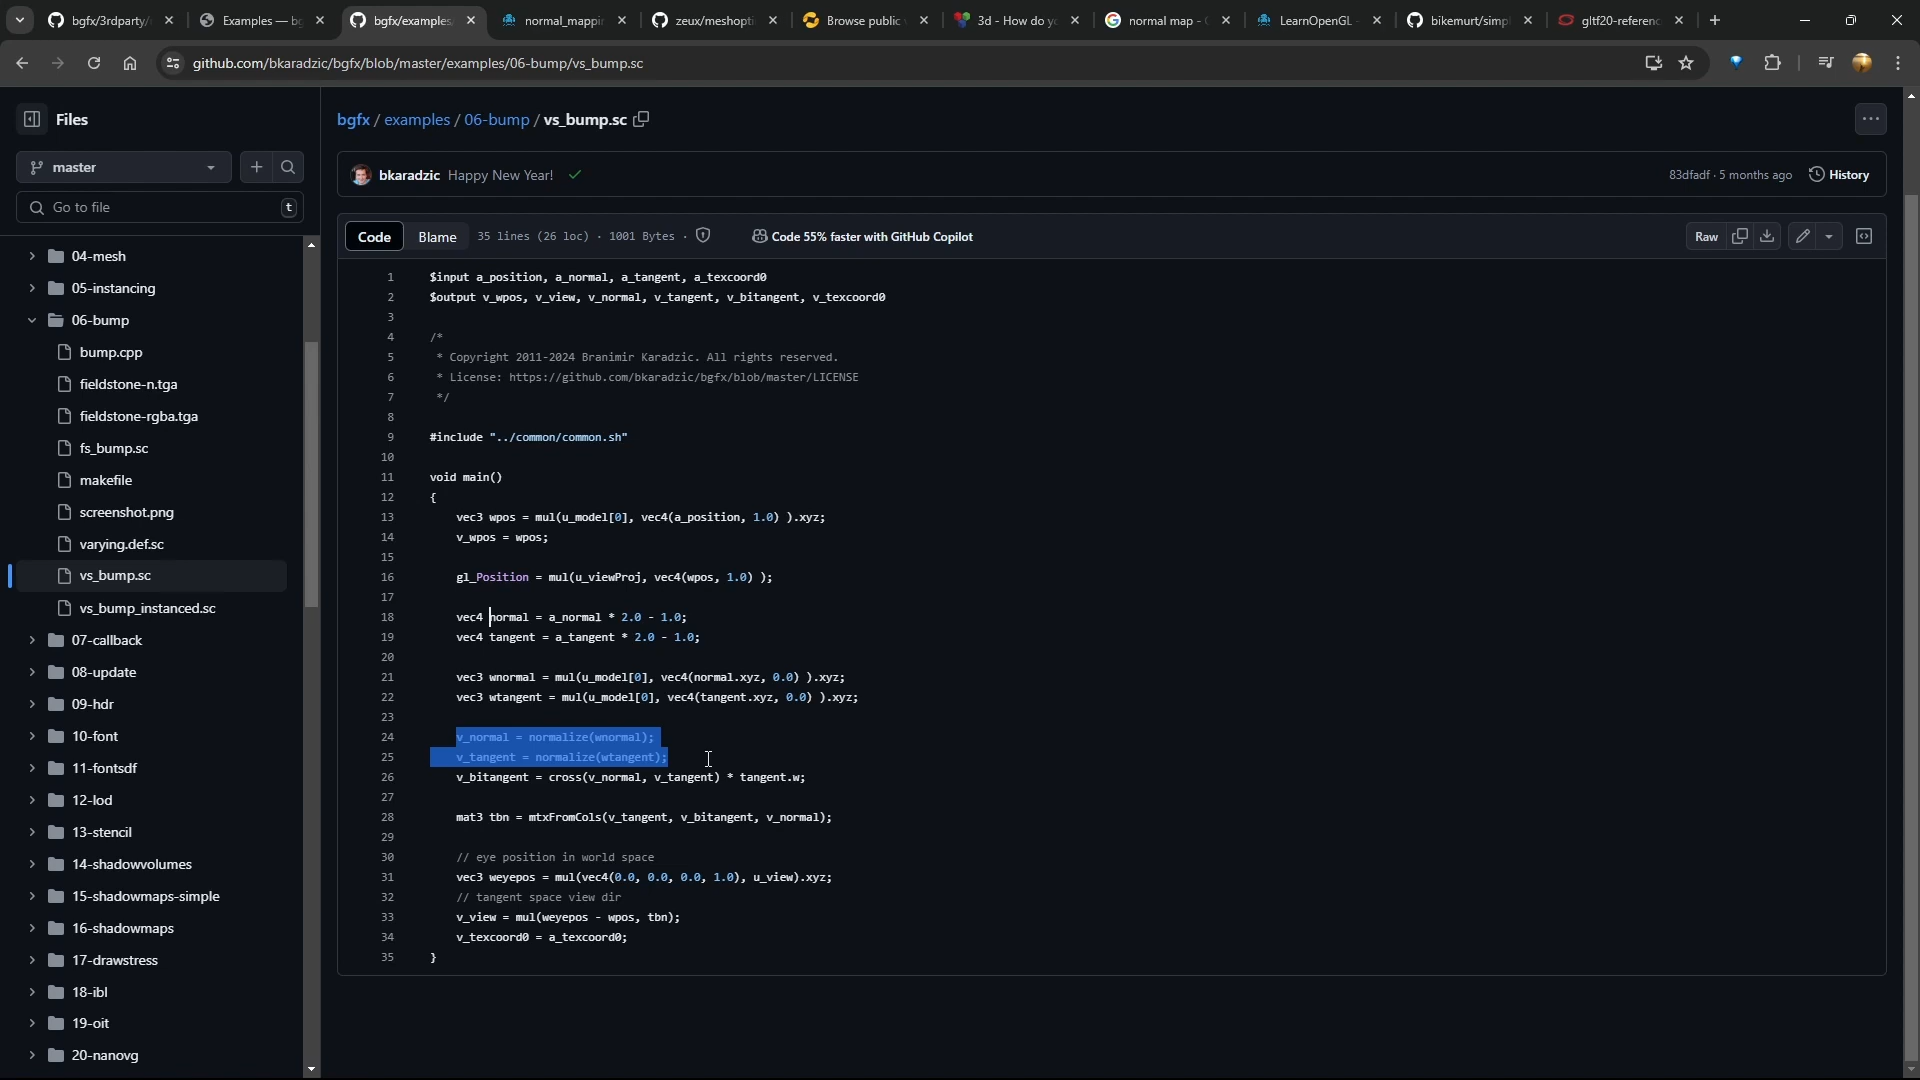 bgfx/3rdparty/
Examples — bg
bgfx/examples
normal_mappin
zeux/meshopti
Browse public
3d - How do yo
normal map - G
LearnOpenGL -
bikemurt/simpl
gltf20-referenc
github.com/bkaradzic/bgfx/blob/master/examples/06-bump/vs_bump.sc
Files
bgfx / examples / 06-bump / vs_bump.sc
master
bkaradzic Happy New Year!
83dfadf · 5 months ago
History
Go to file
t
Code
Blame
35 lines (26 loc) · 1001 Bytes
Code 55% faster with GitHub Copilot
Raw
04-mesh
05-instancing
06-bump
bump.cpp
fieldstone-n.tga
fieldstone-rgba.tga
fs_bump.sc
makefile
screenshot.png
varying.def.sc
vs_bump.sc
vs_bump_instanced.sc
07-callback
08-update
09-hdr
10-font
11-fontsdf
12-lod
13-stencil
14-shadowvolumes
15-shadowmaps-simple
16-shadowmaps
17-drawstress
18-ibl
19-oit
20-nanovg
1 $input a_position, a_normal, a_tangent, a_texcoord0
2 $output v_wpos, v_view, v_normal, v_tangent, v_bitangent, v_texcoord0
3
4 /*
5 * Copyright 2011-2024 Branimir Karadzic. All rights reserved.
6 * License: https://github.com/bkaradzic/bgfx/blob/master/LICENSE
7 */
8
9 #include "../common/common.sh"
10
11 void main()
12 {
13 vec3 wpos = mul(u_model[0], vec4(a_position, 1.0) ).xyz;
14 v_wpos = wpos;
15
16 gl_Position = mul(u_viewProj, vec4(wpos, 1.0) );
17
18 vec4 normal = a_normal * 2.0 - 1.0;
19 vec4 tangent = a_tangent * 2.0 - 1.0;
20
21 vec3 wnormal = mul(u_model[0], vec4(normal.xyz, 0.0) ).xyz;
22 vec3 wtangent = mul(u_model[0], vec4(tangent.xyz, 0.0) ).xyz;
23
24 v_normal = normalize(wnormal);
25 v_tangent = normalize(wtangent);
26 v_bitangent = cross(v_normal, v_tangent) * tangent.w;
27
28 mat3 tbn = mtxFromCols(v_tangent, v_bitangent, v_normal);
29
30 // eye position in world space
31 vec3 weyepos = mul(vec4(0.0, 0.0, 0.0, 1.0), u_view).xyz;
32 // tangent space view dir
33 v_view = mul(weyepos - wpos, tbn);
34 v_texcoord0 = a_texcoord0;
35 }